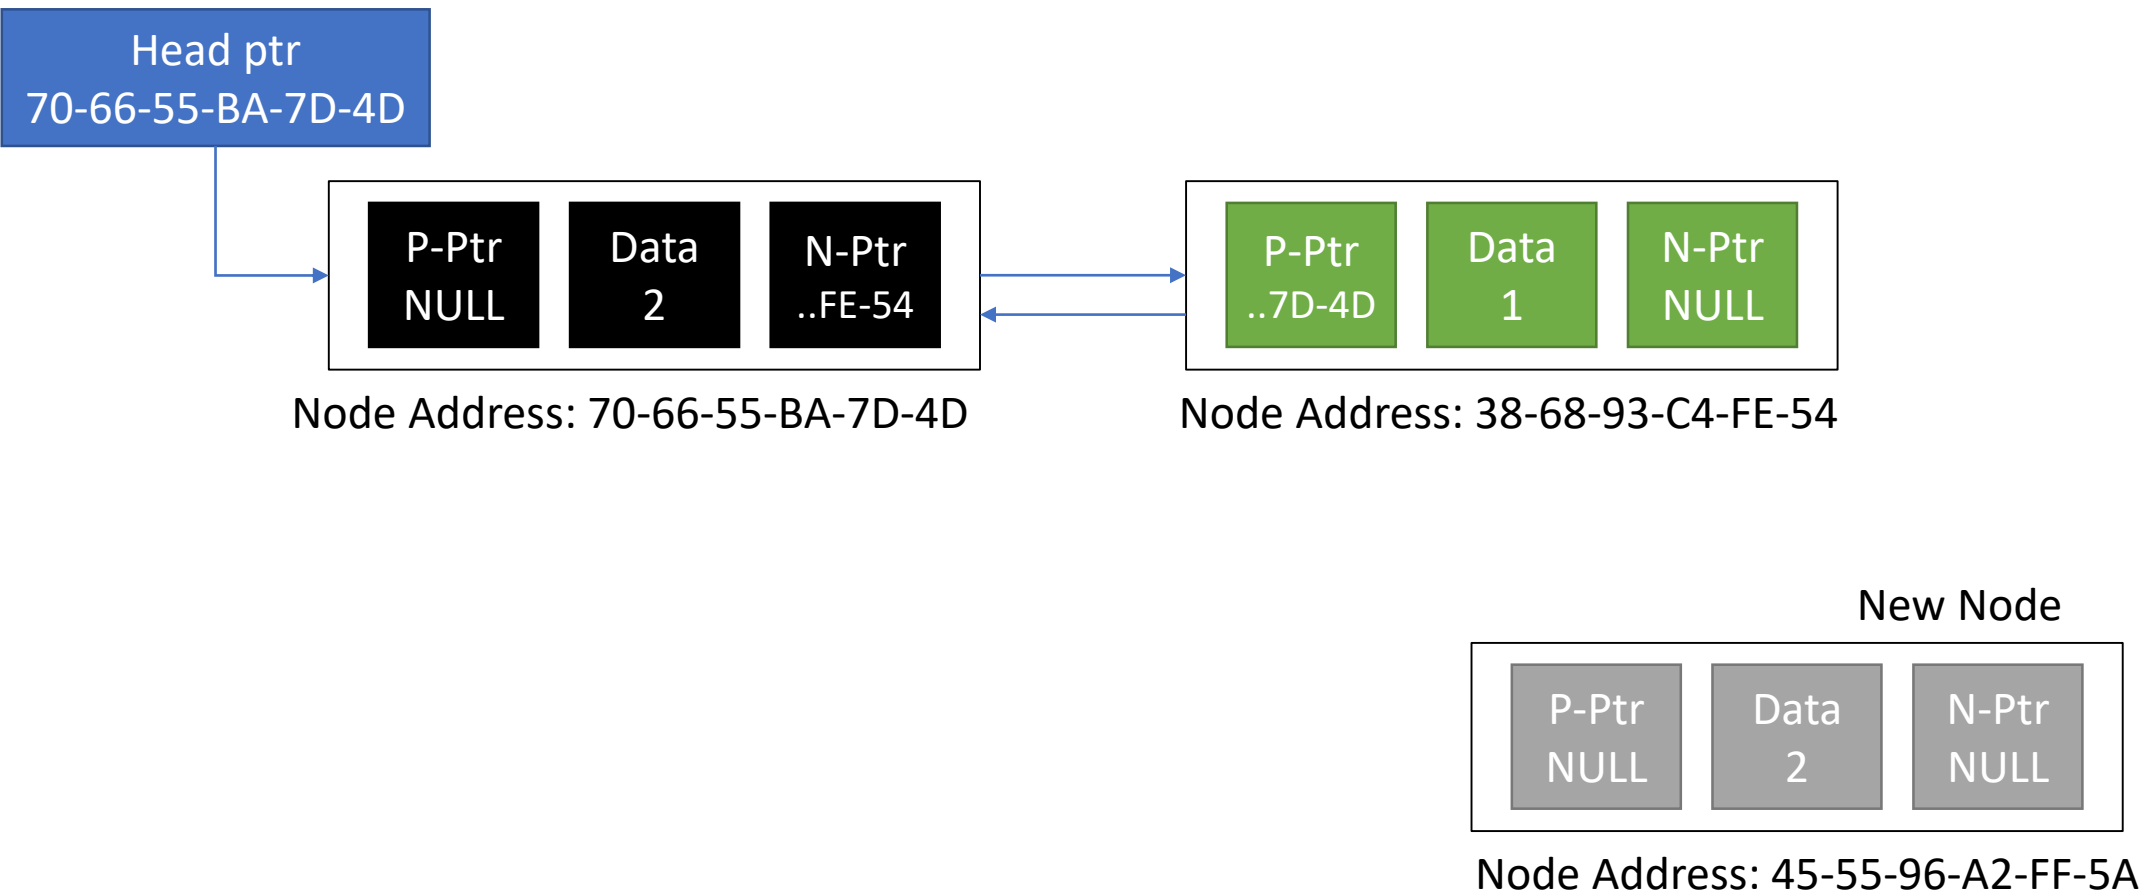 Head ptr
70-66-55-BA-7D-4D
P-Ptr
NULL
Data
2
N-Ptr
..FE-54
P-Ptr
..7D-4D
Data
1
N-Ptr
NULL
Node Address: 70-66-55-BA-7D-4D
Node Address: 38-68-93-C4-FE-54
New Node
P-Ptr
NULL
Data
2
N-Ptr
NULL
Node Address: 45-55-96-A2-FF-5A